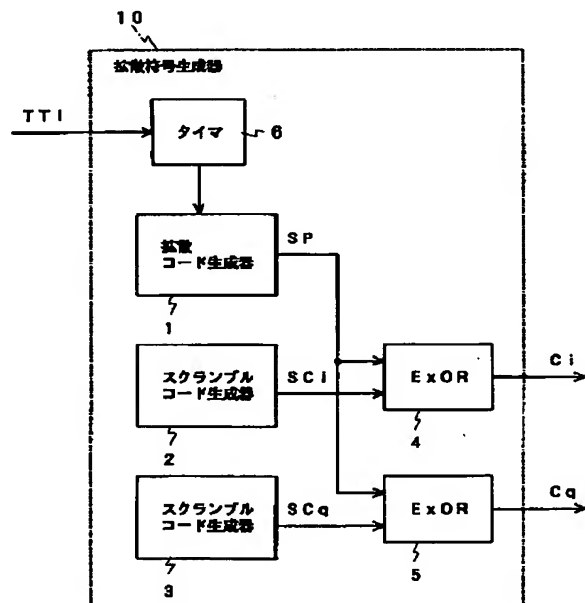 10
拡散符号生成器
TTI
タイマ
6
拡散
コード生成器
SP
1
スクランブル
コード生成器
SCi
ExOR
Ci
2
4
スクランブル
コード生成器
SCq
ExOR
Cq
3
5